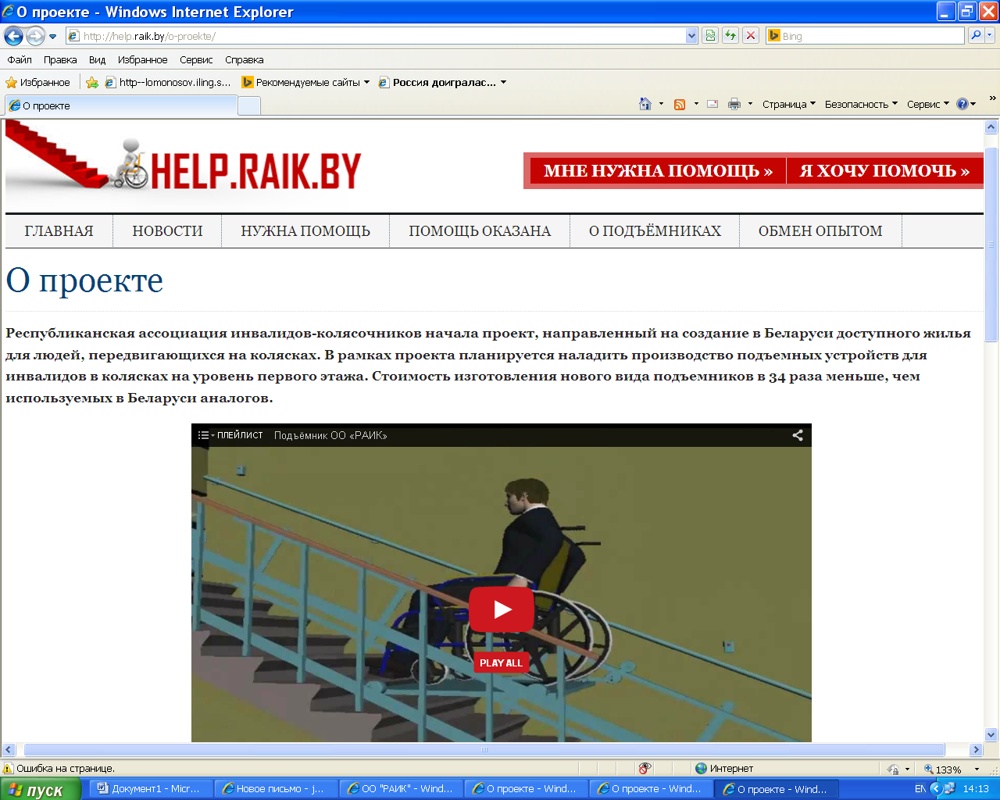 О проекте - Windows Internet Explorer
http://help.raik.by/o-proekte/
Bing
Файл Правка Вид Избранное Сервис Справка
Избранное http--lomonosov.iling.s... Рекомендуемые сайты Россия доигралас...
О проекте
Страница Безопасность Сервис »
HELP.RAIK.BY
МНЕ НУЖНА ПОМОЩЬ » Я ХОЧУ ПОМОЧЬ »
ГЛАВНАЯ НОВОСТИ НУЖНА ПОМОЩЬ ПОМОЩЬ ОКАЗАНА О ПОДЪЁМНИКАХ ОБМЕН ОПЫТОМ
О проекте
Республиканская ассоциация инвалидов-колясочников начала проект, направленный на создание в Беларуси доступного жилья
для людей, передвигающихся на колясках. В рамках проекта планируется наладить производство подъемных устройств для
инвалидов в колясках на уровень первого этажа. Стоимость изготовления нового вида подъемников в 34 раза меньше, чем
используемых в Беларуси аналогов.
ПЛЕЙЛИСТ Подъёмник ОО «РАИК»
PLAY ALL
Ошибка на странице. Интернет 133%
пуск Документ1 - Micr... Новое письмо - j... ОО "РАИК" - Wind... О проекте - Wind... О проекте - Wind... О проекте - Wind... EN 14:13